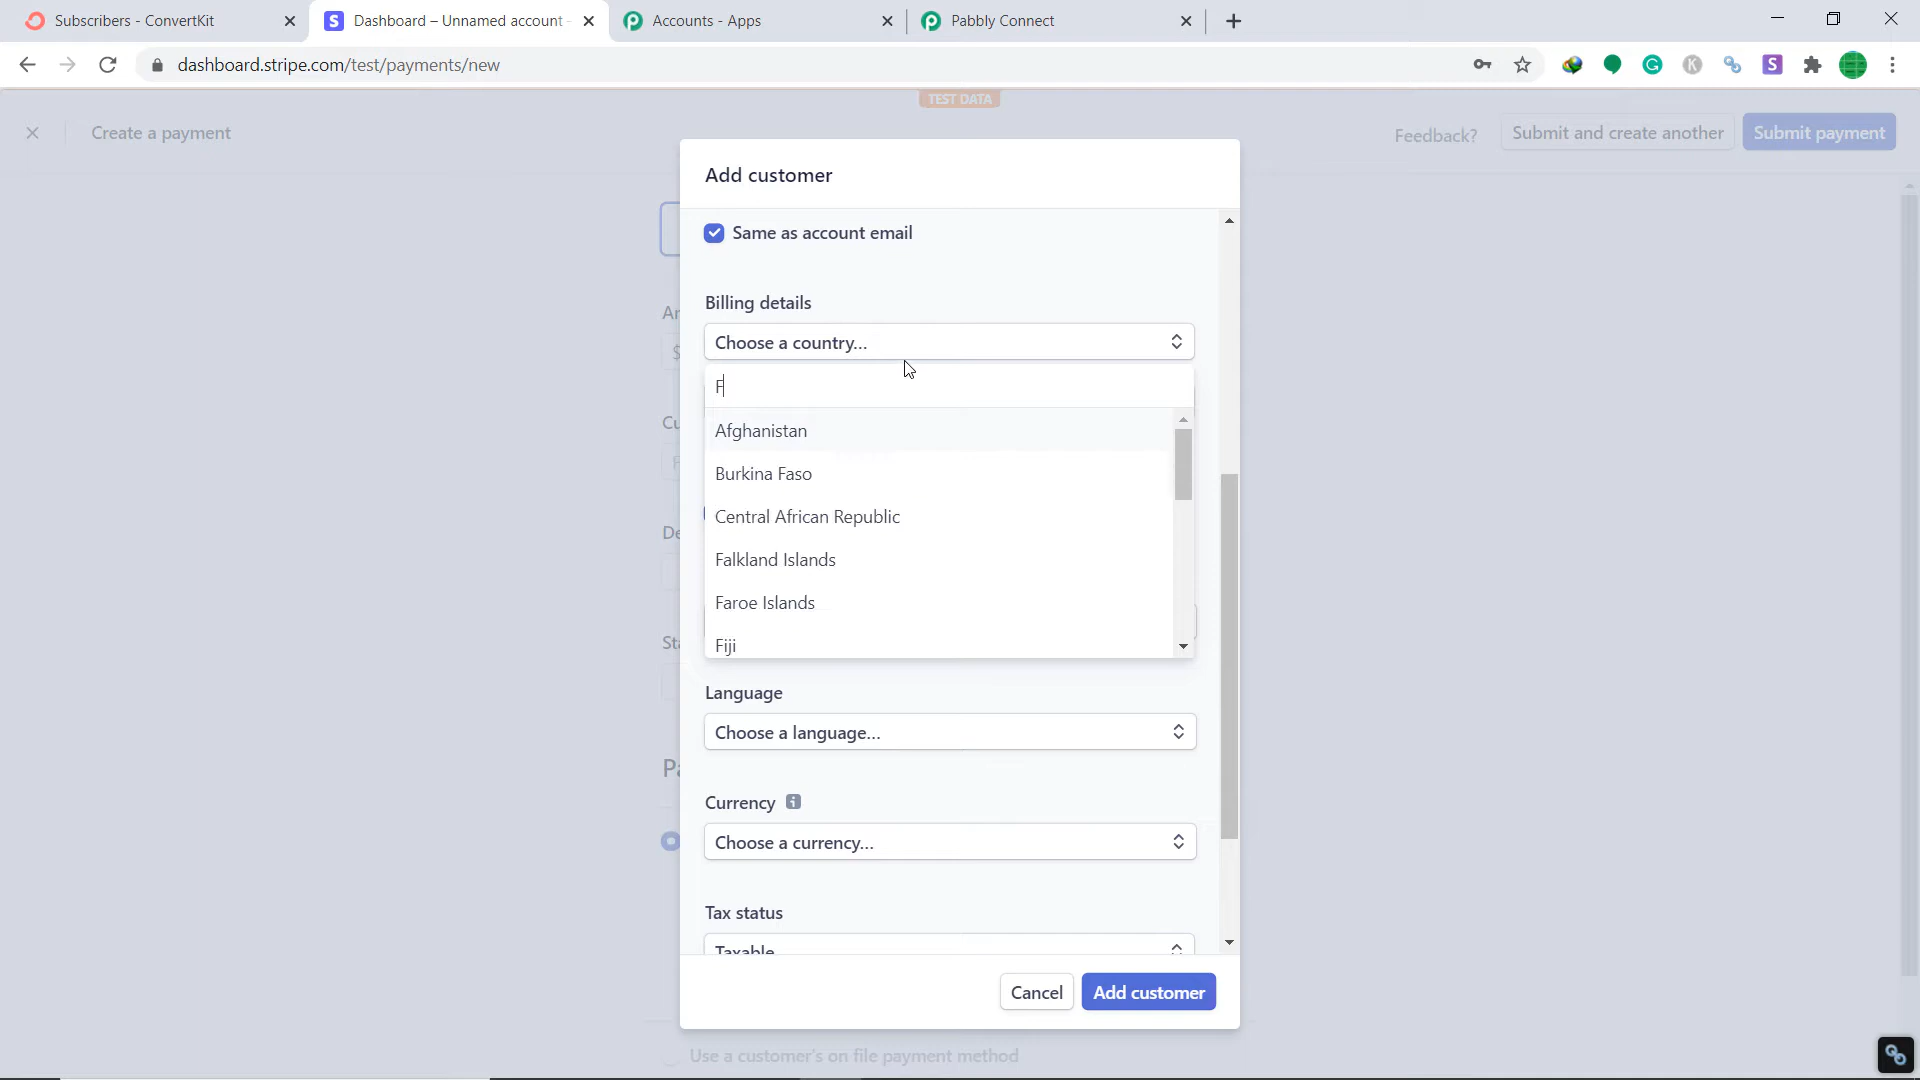 Subscribers - ConvertKit
Dashboard – Unnamed account -
Accounts - Apps
Pabbly Connect
dashboard.stripe.com/test/payments/new
TEST DATA
Create a payment
Feedback?
Submit and create another
Submit payment
Add customer
Same as account email
Billing details
Choose a country...
F
Afghanistan
Burkina Faso
Central African Republic
Falkland Islands
Faroe Islands
Fiji
Language
Choose a language...
Currency
Choose a currency...
Tax status
Taxable
Cancel
Add customer
Use a customer's on file payment method